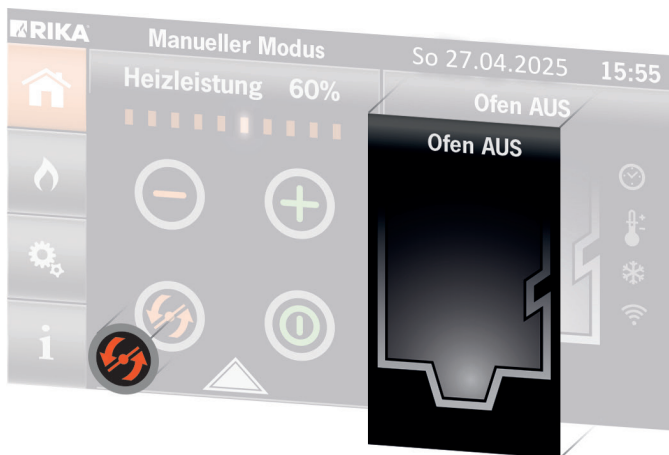 RIKA
Manueller Modus
So 27.04.2025
15:55
Heizleistung 60%
Ofen AUS
Ofen AUS
i